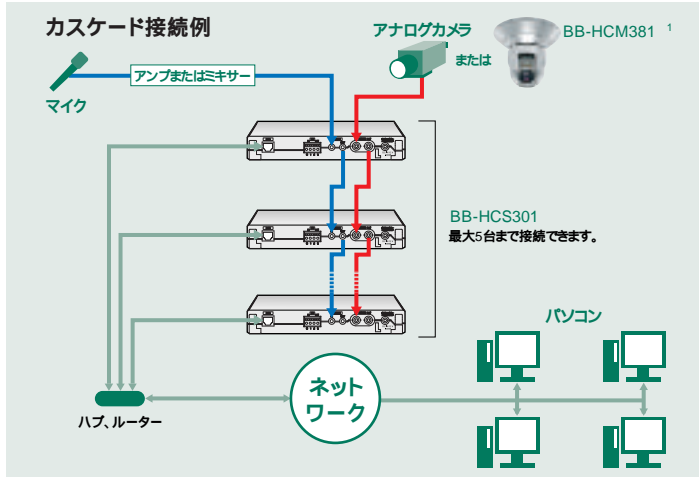 カスケード接続例
アナログカメラ
または
BB-HCM381 1
アンプまたはミキサー
マイク
BB-HCS301
最大5台まで接続できます。
パソコン
ネット
ワーク
ハブ、ルーター